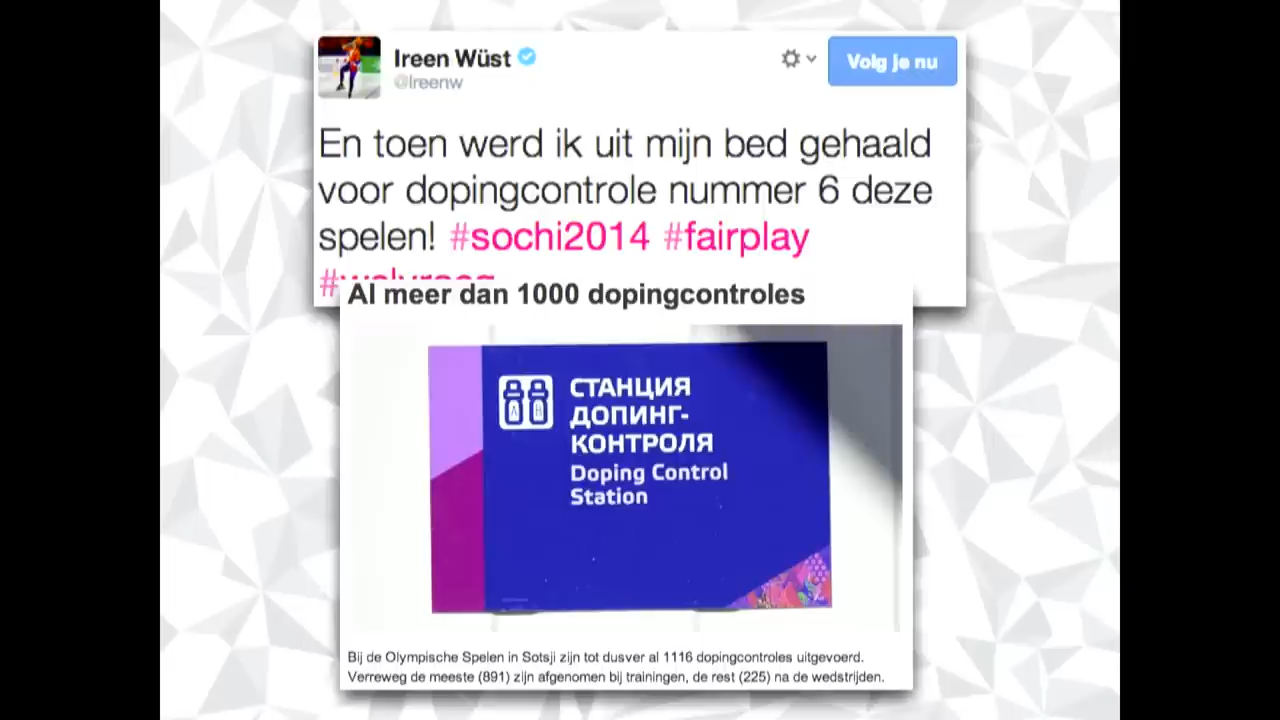 Ireen Wüst
@Ireenw
Volg je nu
En toen werd ik uit mijn bed gehaald
voor dopingcontrole nummer 6 deze
spelen! #sochi2014 #fairplay
Al meer dan 1000 dopingcontroles
СТАНЦИЯ
ДОПИНГ-
КОНТРОЛЯ
Doping Control
Station
Bij de Olympische Spelen in Sotsji zijn tot dusver al 1116 dopingcontroles uitgevoerd.
Verreweg de meeste (891) zijn afgenomen bij trainingen, de rest (225) na de wedstrijden.